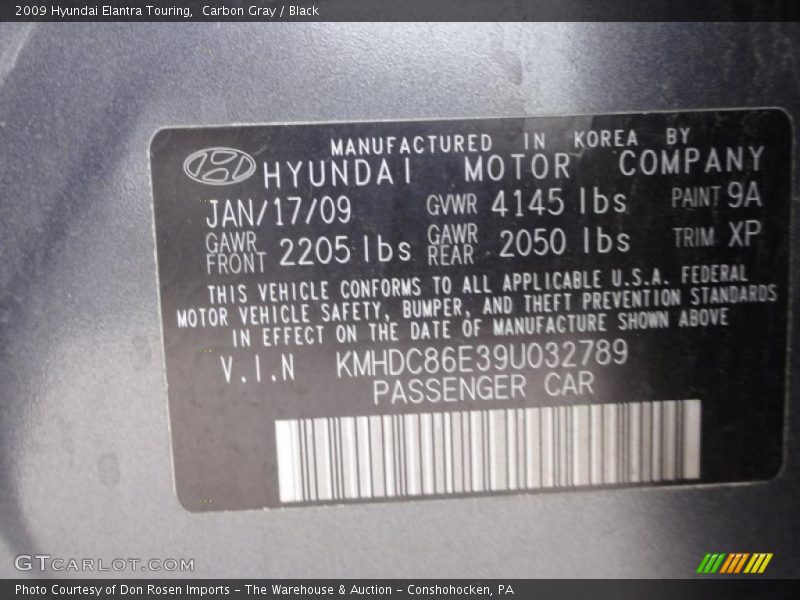 2009 Hyundai Elantra Touring,  Carbon Gray / Black
MANUFACTURED IN KOREA BY
HYUNDAI MOTOR COMPANY
JAN/17/09 GVWR 4145 lbs PAINT 9A
GAWR FRONT 2205 lbs GAWR REAR 2050 lbs TRIM XP
THIS VEHICLE CONFORMS TO ALL APPLICABLE U.S.A. FEDERAL
MOTOR VEHICLE SAFETY, BUMPER, AND THEFT PREVENTION STANDARDS
IN EFFECT ON THE DATE OF MANUFACTURE SHOWN ABOVE
V.I.N KMHDC86E39U032789
PASSENGER CAR
GTCARLOT.COM
Photo Courtesy of Don Rosen Imports – The Warehouse & Auction – Conshohocken, PA